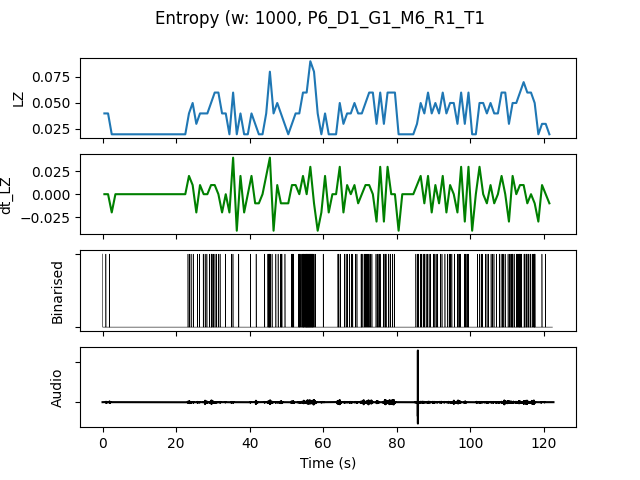 Entropy (w: 1000, P6_D1_G1_M6_R1_T1
LZ
0.075
0.050
0.025
dt_LZ
0.025
0.000
−0.025
Binarised
Audio
0 20 40 60 80 100 120
Time (s)